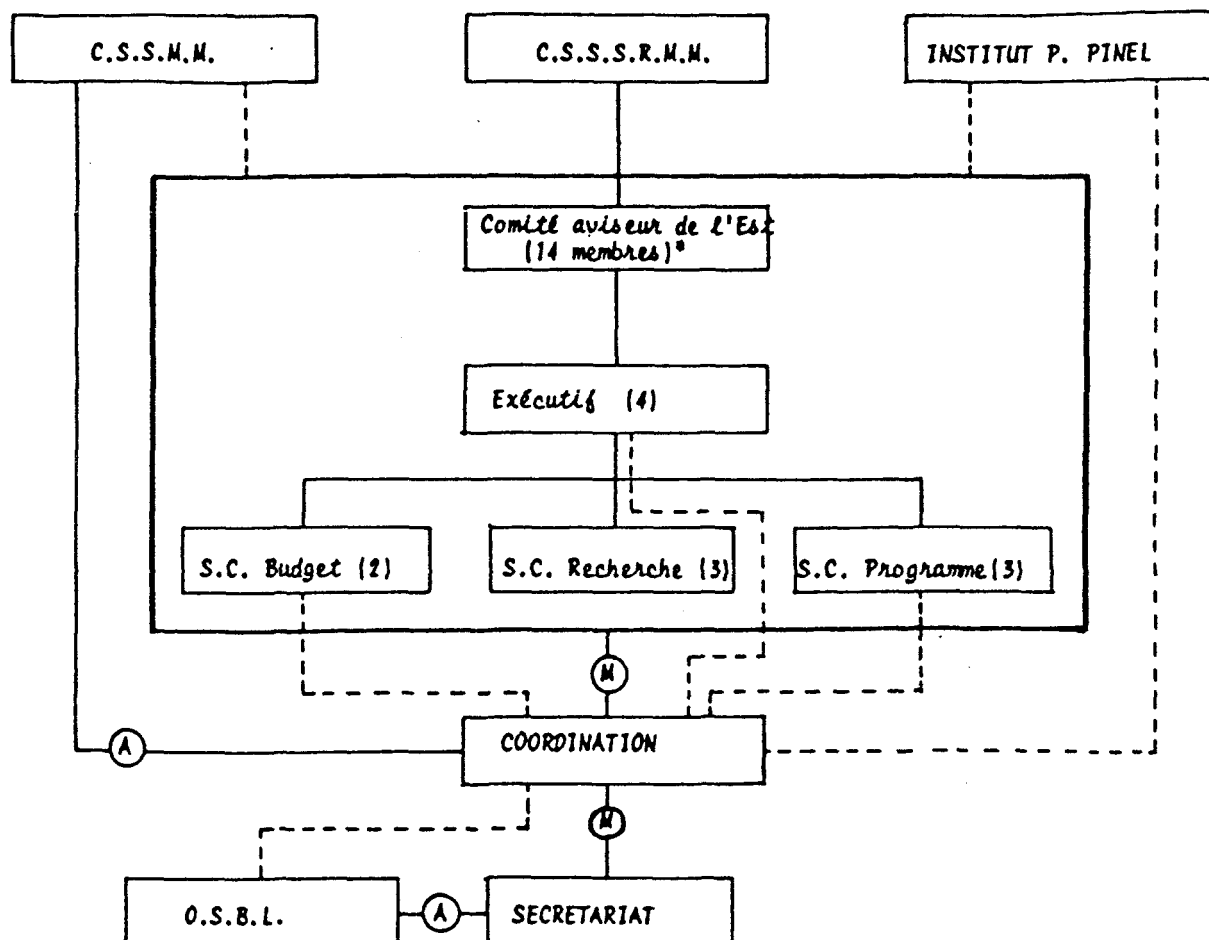 C.S.S.M.M.
C.S.S.S.R.M.M.
INSTITUT P. PINEL
Comité aviseur de l'Est
(14 membres)*
Exécutif (4)
S.C. Budget (2)
S.C. Recherche (3)
S.C. Programme (3)
M
A
COORDINATION
M
O.S.B.L.
A
SECRETARIAT